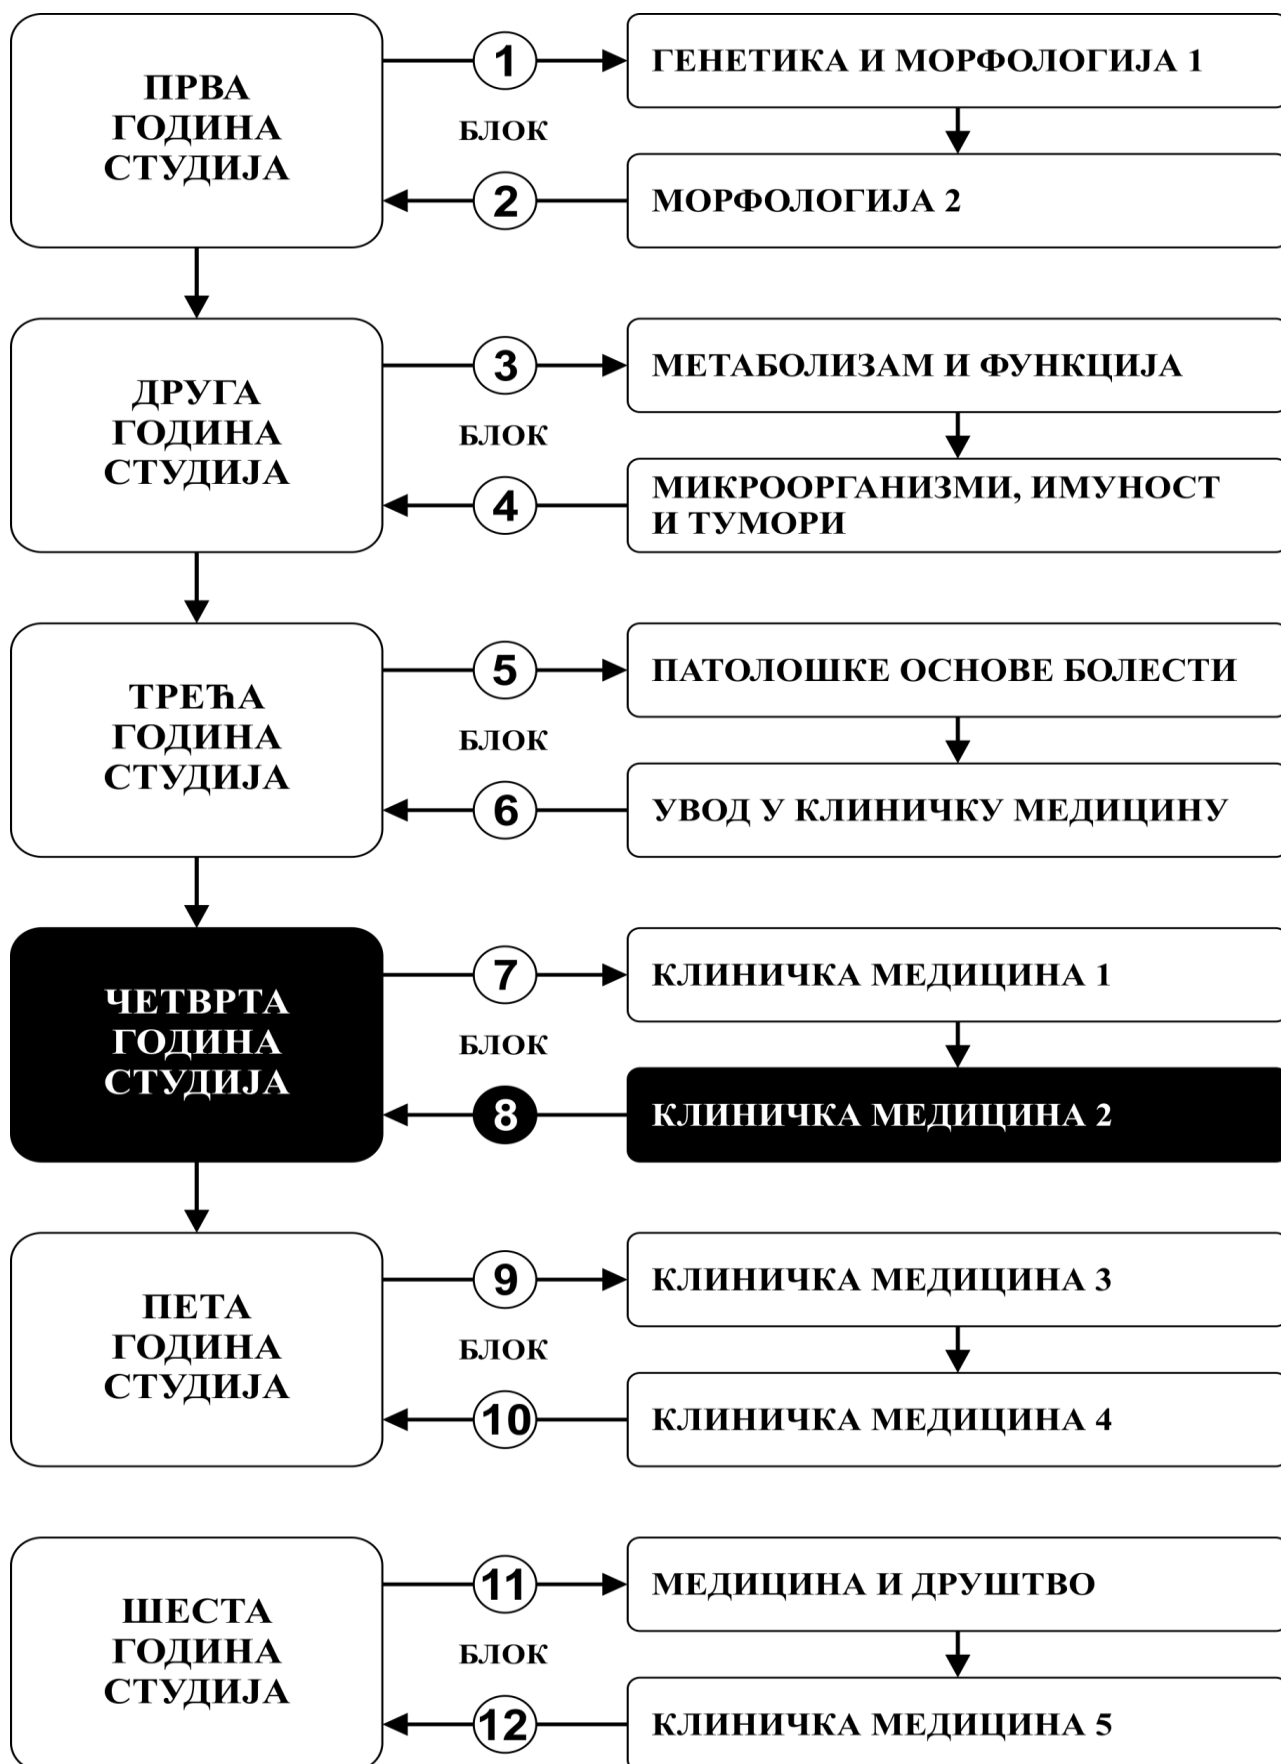 ПРВА
ГОДИНА
СТУДИЈА
1
БЛОК
2
ГЕНЕТИКА И МОРФОЛОГИЈА 1
МОРФОЛОГИЈА 2
ДРУГА
ГОДИНА
СТУДИЈА
3
БЛОК
4
МЕТАБОЛИЗАМ И ФУНКЦИЈА
МИКРООРГАНИЗМИ, ИМУНОСТ
И ТУМОРИ
ТРЕЋА
ГОДИНА
СТУДИЈА
5
БЛОК
6
ПАТОЛОШКЕ ОСНОВЕ БОЛЕСТИ
УВОД У КЛИНИЧКУ МЕДИЦИНУ
ЧЕТВРТА
ГОДИНА
СТУДИЈА
7
БЛОК
8
КЛИНИЧКА МЕДИЦИНА 1
КЛИНИЧКА МЕДИЦИНА 2
ПЕТА
ГОДИНА
СТУДИЈА
9
БЛОК
10
КЛИНИЧКА МЕДИЦИНА 3
КЛИНИЧКА МЕДИЦИНА 4
ШЕСТА
ГОДИНА
СТУДИЈА
11
БЛОК
12
МЕДИЦИНА И ДРУШТВО
КЛИНИЧКА МЕДИЦИНА 5